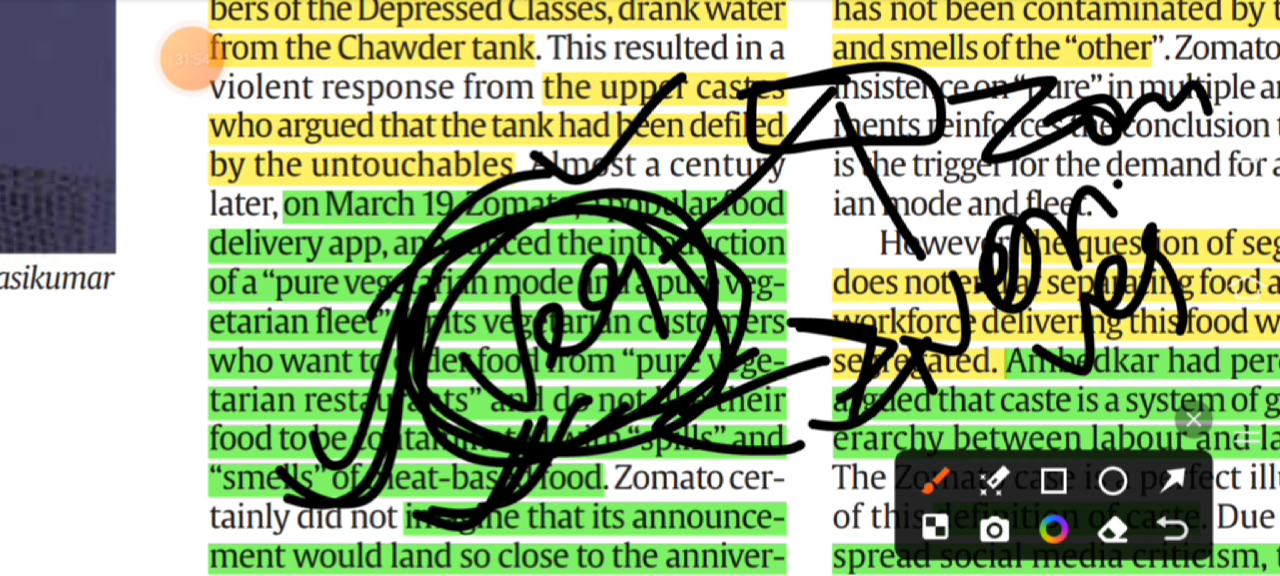 bers of the Depressed Classes, drank water
from the Chawder tank. This resulted in a
violent response from the upper castes
who argued that the tank had been defiled
by the untouchables. Almost a century
later, on March 19, Zomato, a popular food
delivery app, announced the introduction
of a “pure vegetarian mode and a pure veg-
etarian fleet” its vegetarian customers
who want to order food from “pure vege-
tarian restaurants” and do not their
food to be contaminated with “spills” and
“smells” of meat-based food. Zomato cer-
tainly did not imagine that its announce-
ment would land so close to the anniver-
asikumar
31:54
has not been contaminated by t
and smells of the “other”. Zomato
insistence on “pure” in multiple ar
ments reinforces the conclusion
is the trigger for the demand for a
ian mode and fleet.
However, the question of seg
does not separating food a
workforce delivering this food w
segregated. Ambedkar had per
argued that caste is a system of g
erarchy between labour and la
The Zomato case is a perfect ill
of this definition of caste. Due
spread social media criticism, t
Veg
Zom